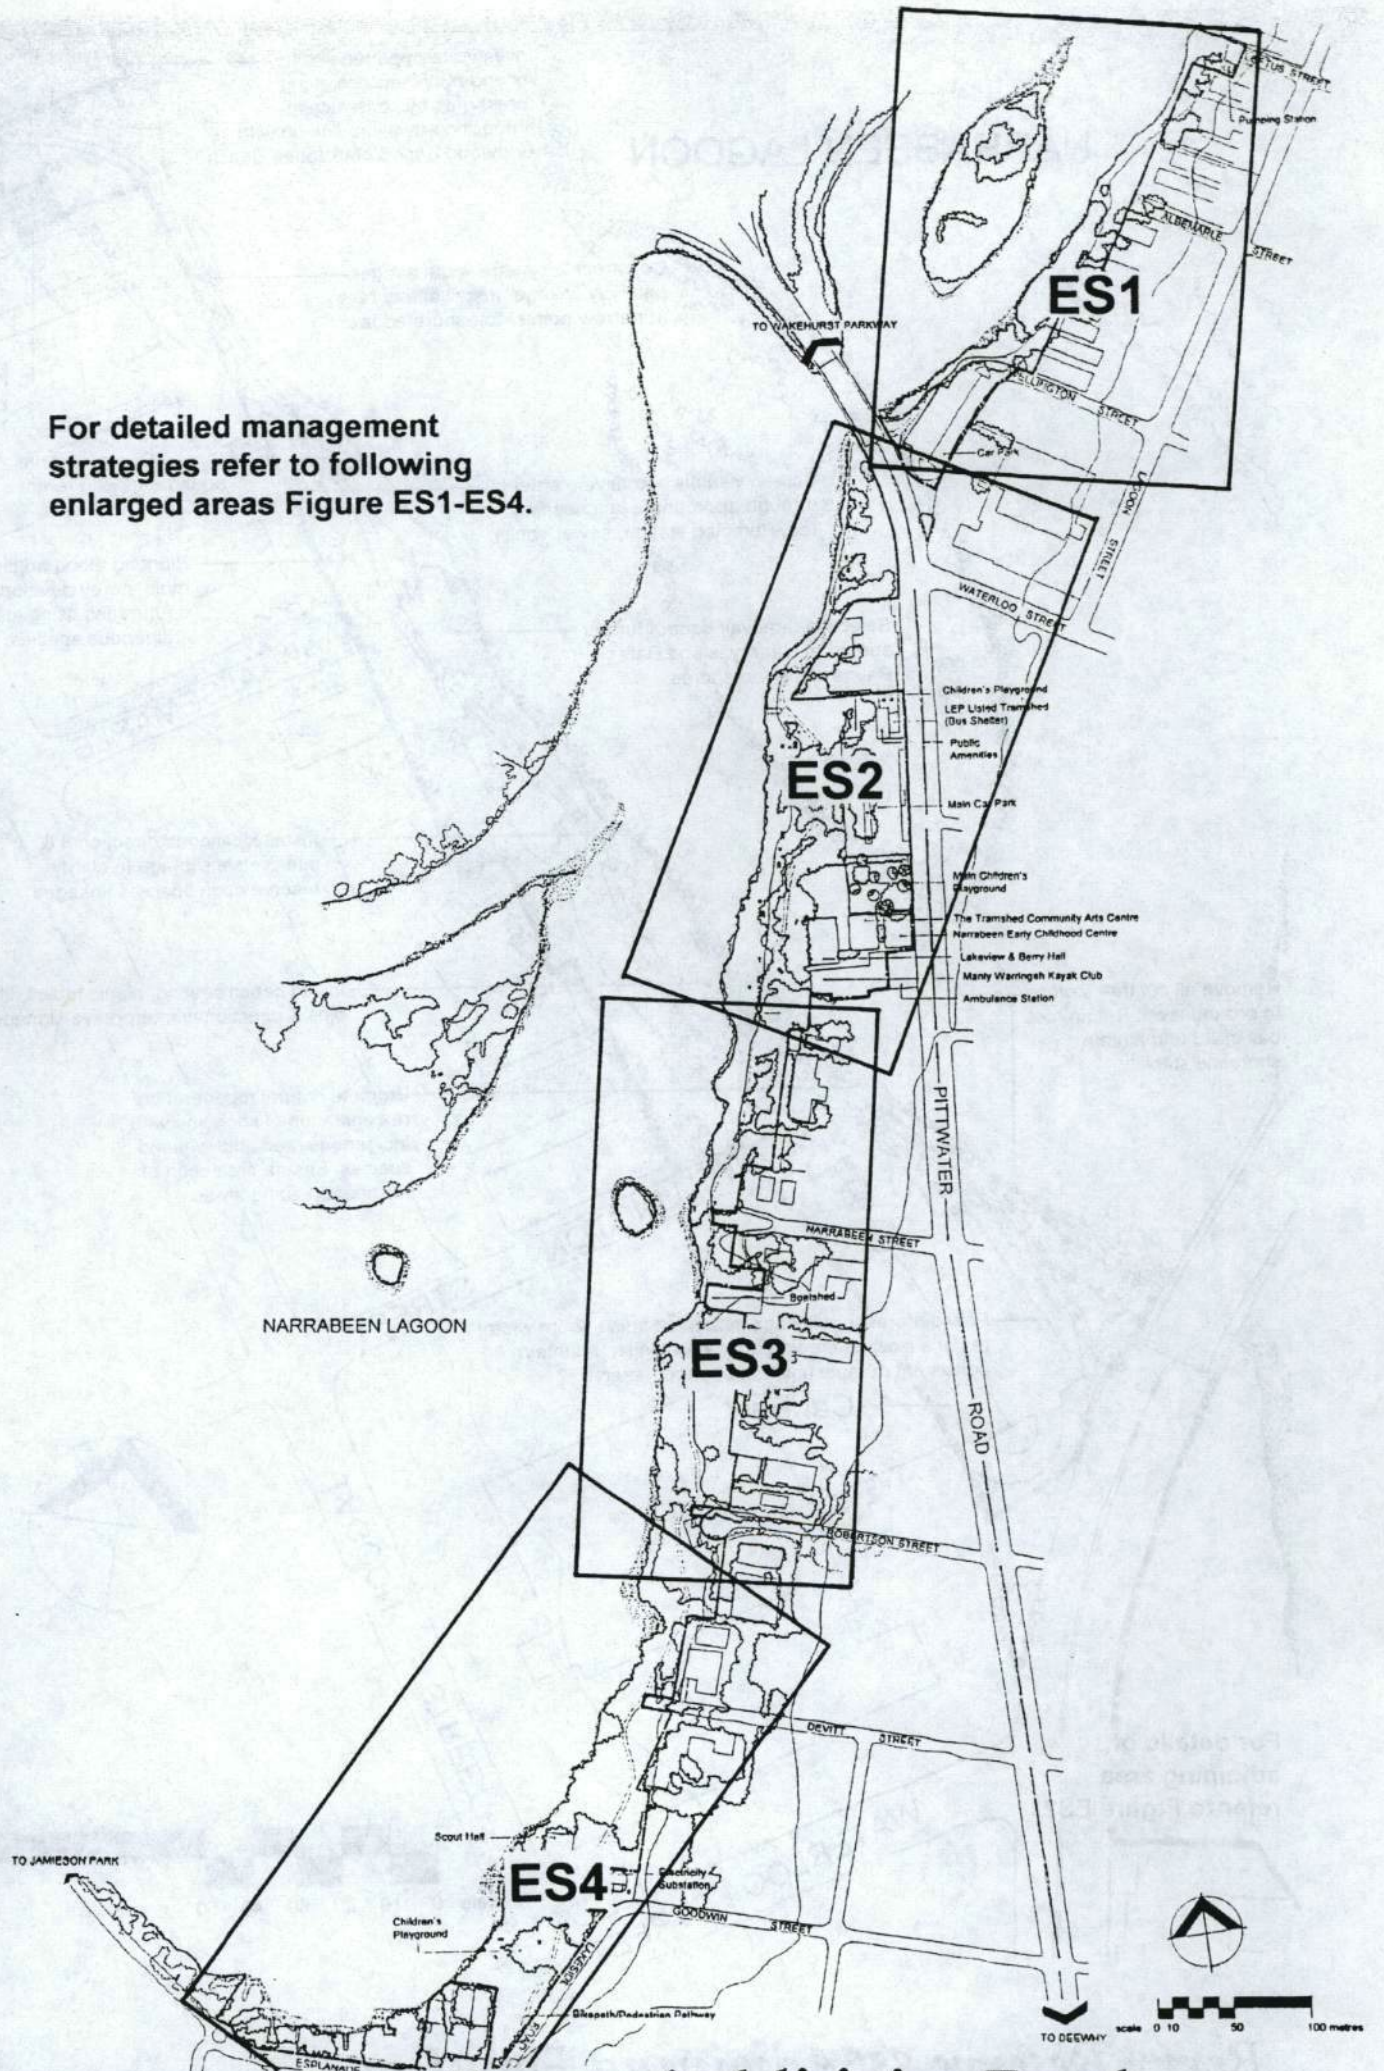 LOFTUS STREET
Pumping Station
ALBEMARLE
STREET
ES1
TO WAKEHURST PARKWAY
STREET
Car Park
LAGOON
STREET
For detailed management
strategies refer to following
enlarged areas Figure ES1-ES4.
WATERLOO STREET
Children's Playground
LEP Listed Tramshed
(Bus Shelter)
Public
Amenities
ES2
Main Car Park
Main Children's
Playground
The Tramshed Community Arts Centre
Narrabeen Early Childhood Centre
Lakeview & Berry Hall
Manly Warringah Kayak Club
Ambulance Station
PITTWATER
ROAD
NARRABEEN STREET
Boatshed
NARRABEEN LAGOON
ES3
ROBERTSON STREET
DEVITT STREET
Scout Hall
TO JAMIESON PARK
ES4
Electricity
Substation
GOODWIN STREET
Children's
Playground
LAKESIDE
Bikepath/Pedestrian Pathway
ESPLANADE
TO DEEWHY
scale 0 10 50 100 metres